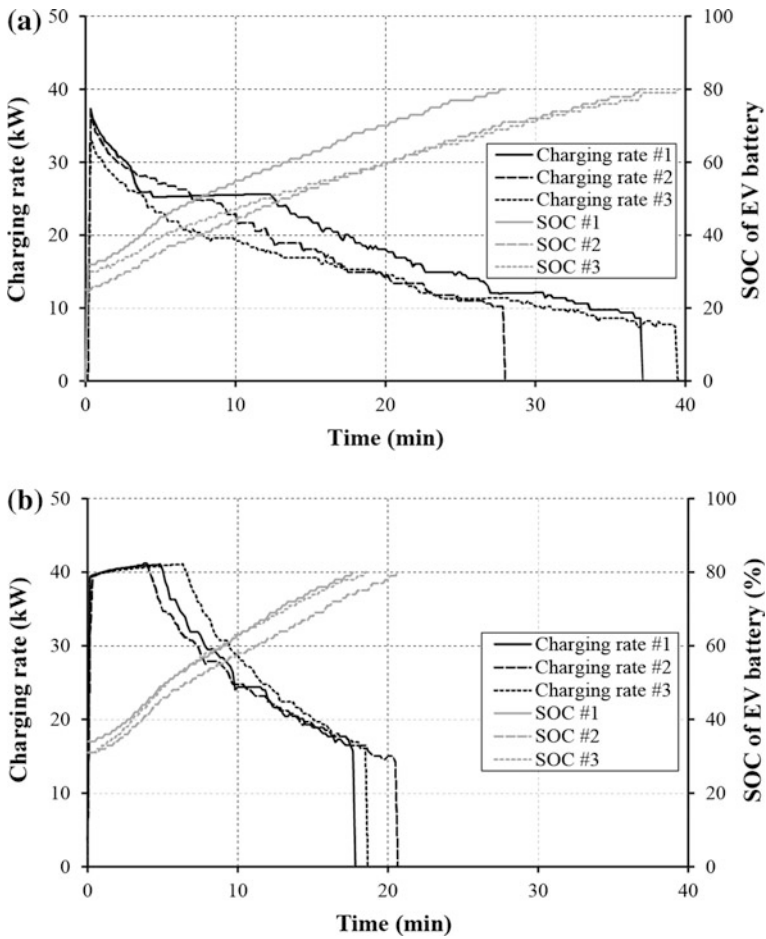 (a)
50
40
30
20
10
0
Charging rate (kW)
100
80
60
40
20
0
SOC of EV battery
Charging rate #1
Charging rate #2
Charging rate #3
SOC #1
SOC #2
SOC #3
0 10 20 30 40
Time (min)
(b)
50
40
30
20
10
0
Charging rate (kW)
100
80
60
40
20
0
SOC of EV battery (%)
Charging rate #1
Charging rate #2
Charging rate #3
SOC #1
SOC #2
SOC #3
0 10 20 30 40
Time (min)